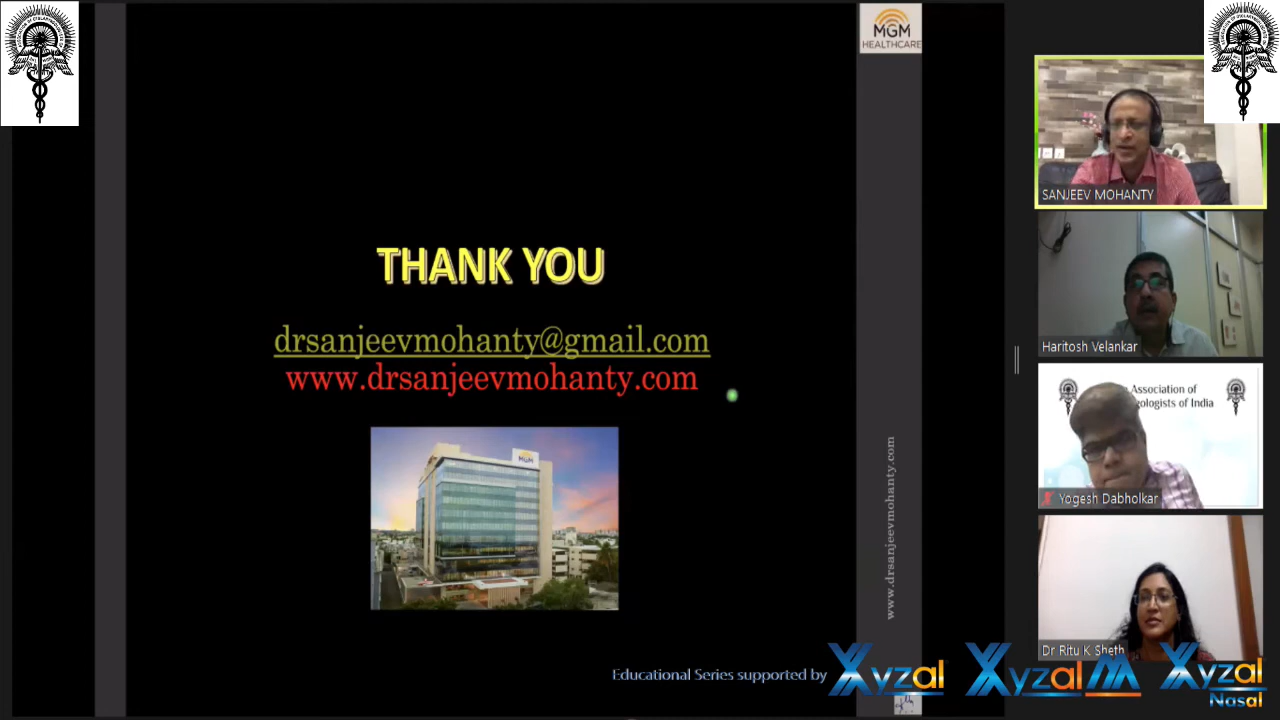 MGM
HEALTHCARE
THANK YOU
drsanjeevmohanty@gmail.com
www.drsanjeevmohanty.com
MGM
www.drsanjeevmohanty.com
SANJEEV MOHANTY
Haritosh Velankar
Association of
ologists of India
Yogesh Dabholkar
Dr Ritu K Sheth
Educational Series supported by
Xyzal
Xyzal M
Xyzal
Nasal